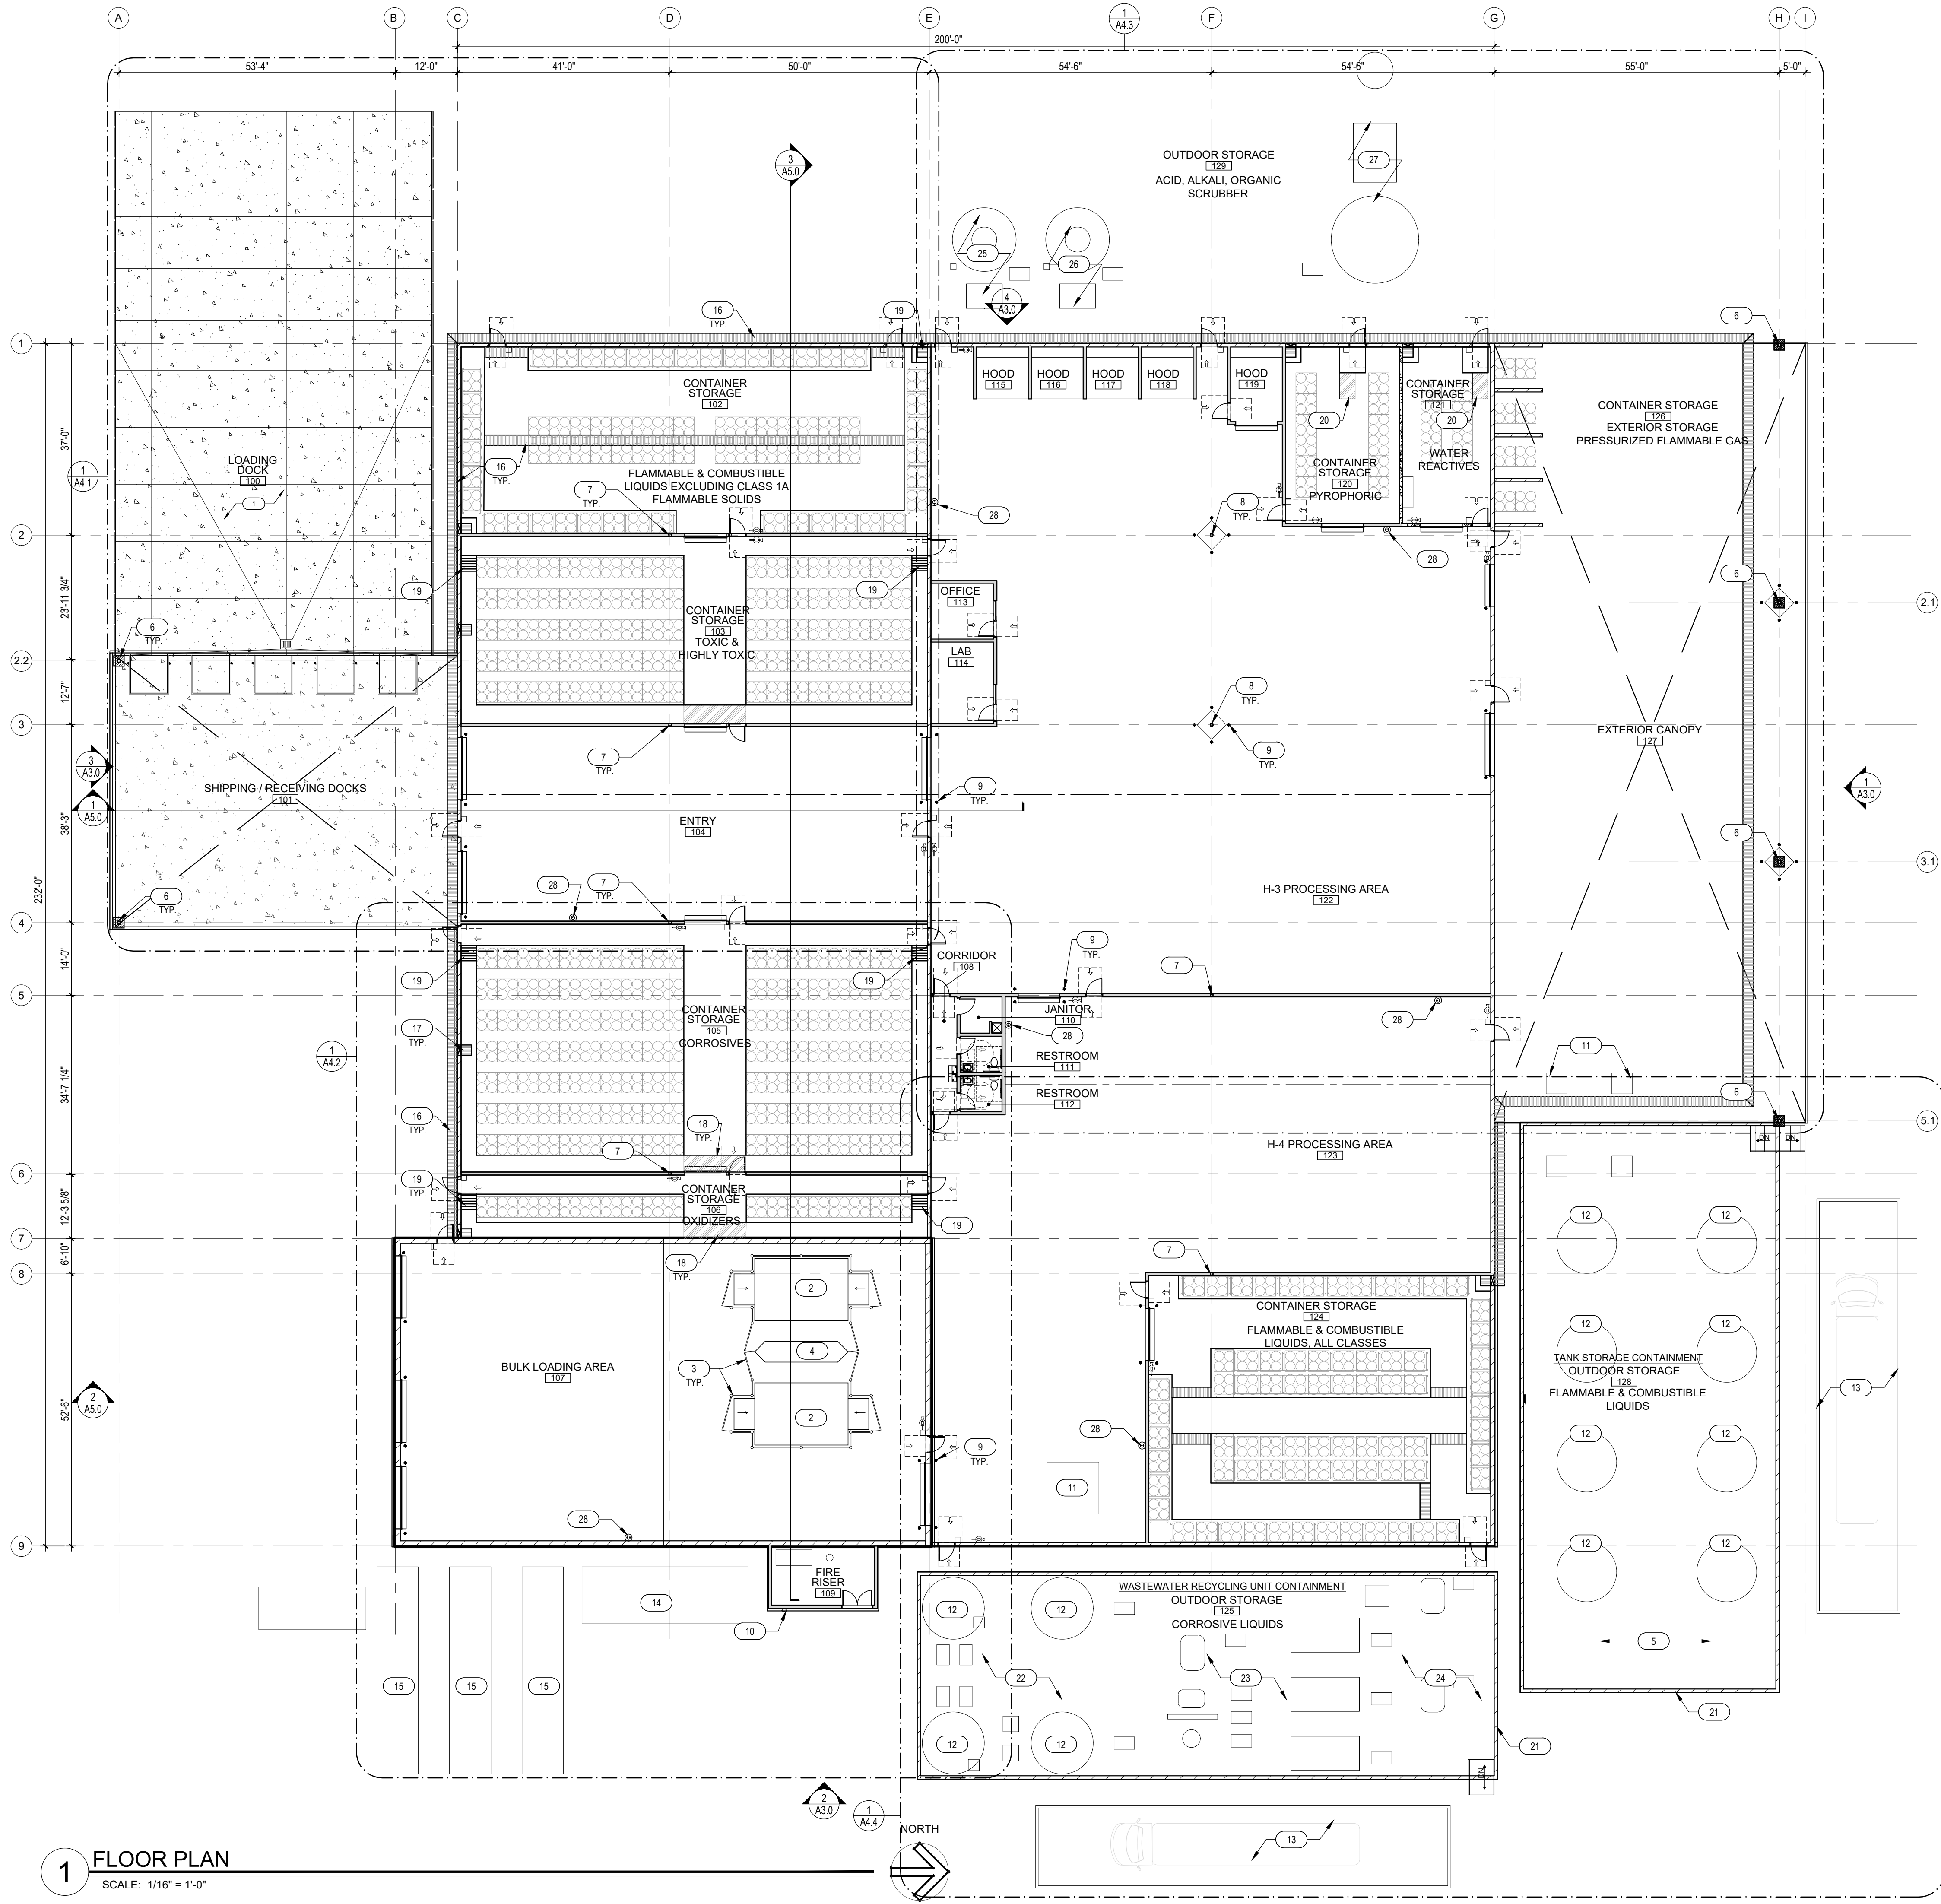 A
B
C
D
E
F
G
H
I
1
A4.3
200'-0"
53'-4"
12'-0"
41'-0"
50'-0"
54'-6"
54'-6"
55'-0"
5'-0"
3
A5.0
OUTDOOR STORAGE
129
ACID, ALKALI, ORGANIC
SCRUBBER
27
25
26
4
A3.0
16
TYP.
19
6
1
37'-0"
1
A4.1
LOADING
DOCK
100
1
CONTAINER
STORAGE
102
16
TYP.
FLAMMABLE & COMBUSTIBLE
LIQUIDS EXCLUDING CLASS 1A
FLAMMABLE SOLIDS
7
TYP.
HOOD
115
HOOD
116
HOOD
117
HOOD
118
HOOD
119
CONTAINER
STORAGE
121
20
20
WATER
REACTIVES
CONTAINER
STORAGE
120
PYROPHORIC
CONTAINER STORAGE
126
EXTERIOR STORAGE
PRESSURIZED FLAMMABLE GAS
28
8
TYP.
28
2
23'-11 3/4"
19
19
CONTAINER
STORAGE
103
TOXIC &
HIGHLY TOXIC
OFFICE
113
LAB
114
6
2.1
6
TYP.
2.2
12'-7"
8
TYP.
3
7
TYP.
9
TYP.
EXTERIOR CANOPY
127
3
A3.0
1
A5.0
SHIPPING / RECEIVING DOCKS
101
9
TYP.
1
A3.0
38'-3"
232'-0"
ENTRY
104
6
3.1
28
7
TYP.
6
TYP.
H-3 PROCESSING AREA
122
4
14'-0"
19
19
CORRIDOR
108
9
TYP.
7
5
CONTAINER
STORAGE
105
CORROSIVES
17
TYP.
JANITOR
110
28
28
11
1
A4.2
RESTROOM
111
RESTROOM
112
6
34'-7 1/4"
16
TYP.
18
TYP.
5.1
DN
DN
7
H-4 PROCESSING AREA
123
6
12'-3 5/8"
19
TYP.
CONTAINER
STORAGE
106
OXIDIZERS
19
12
12
7
6'-10"
18
TYP.
7
8
2
CONTAINER STORAGE
124
FLAMMABLE & COMBUSTIBLE
LIQUIDS, ALL CLASSES
12
12
BULK LOADING AREA
107
4
3
TYP.
TANK STORAGE CONTAINMENT
OUTDOOR STORAGE
128
FLAMMABLE & COMBUSTIBLE
LIQUIDS
13
2
A5.0
52'-6"
2
28
9
TYP.
12
12
11
28
9
12
12
FIRE
RISER
109
14
10
15
15
15
WASTEWATER RECYCLING UNIT CONTAINMENT
OUTDOOR STORAGE
125
CORROSIVE LIQUIDS
12
12
5
22
23
24
21
12
12
21
DN
2
A3.0
1
A4.4
NORTH
13
1
FLOOR PLAN
SCALE: 1/16" = 1'-0"